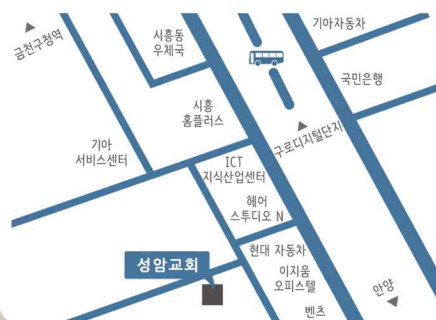 금천구청역
시흥동
우체국
기아자동차
국민은행
시흥
홈플러스
구로디지털단지
기아
서비스센터
ICT
지식산업센터
헤어
스투디오 N
현대 자동차
성암교회
이지움
오피스텔
안양
벤츠